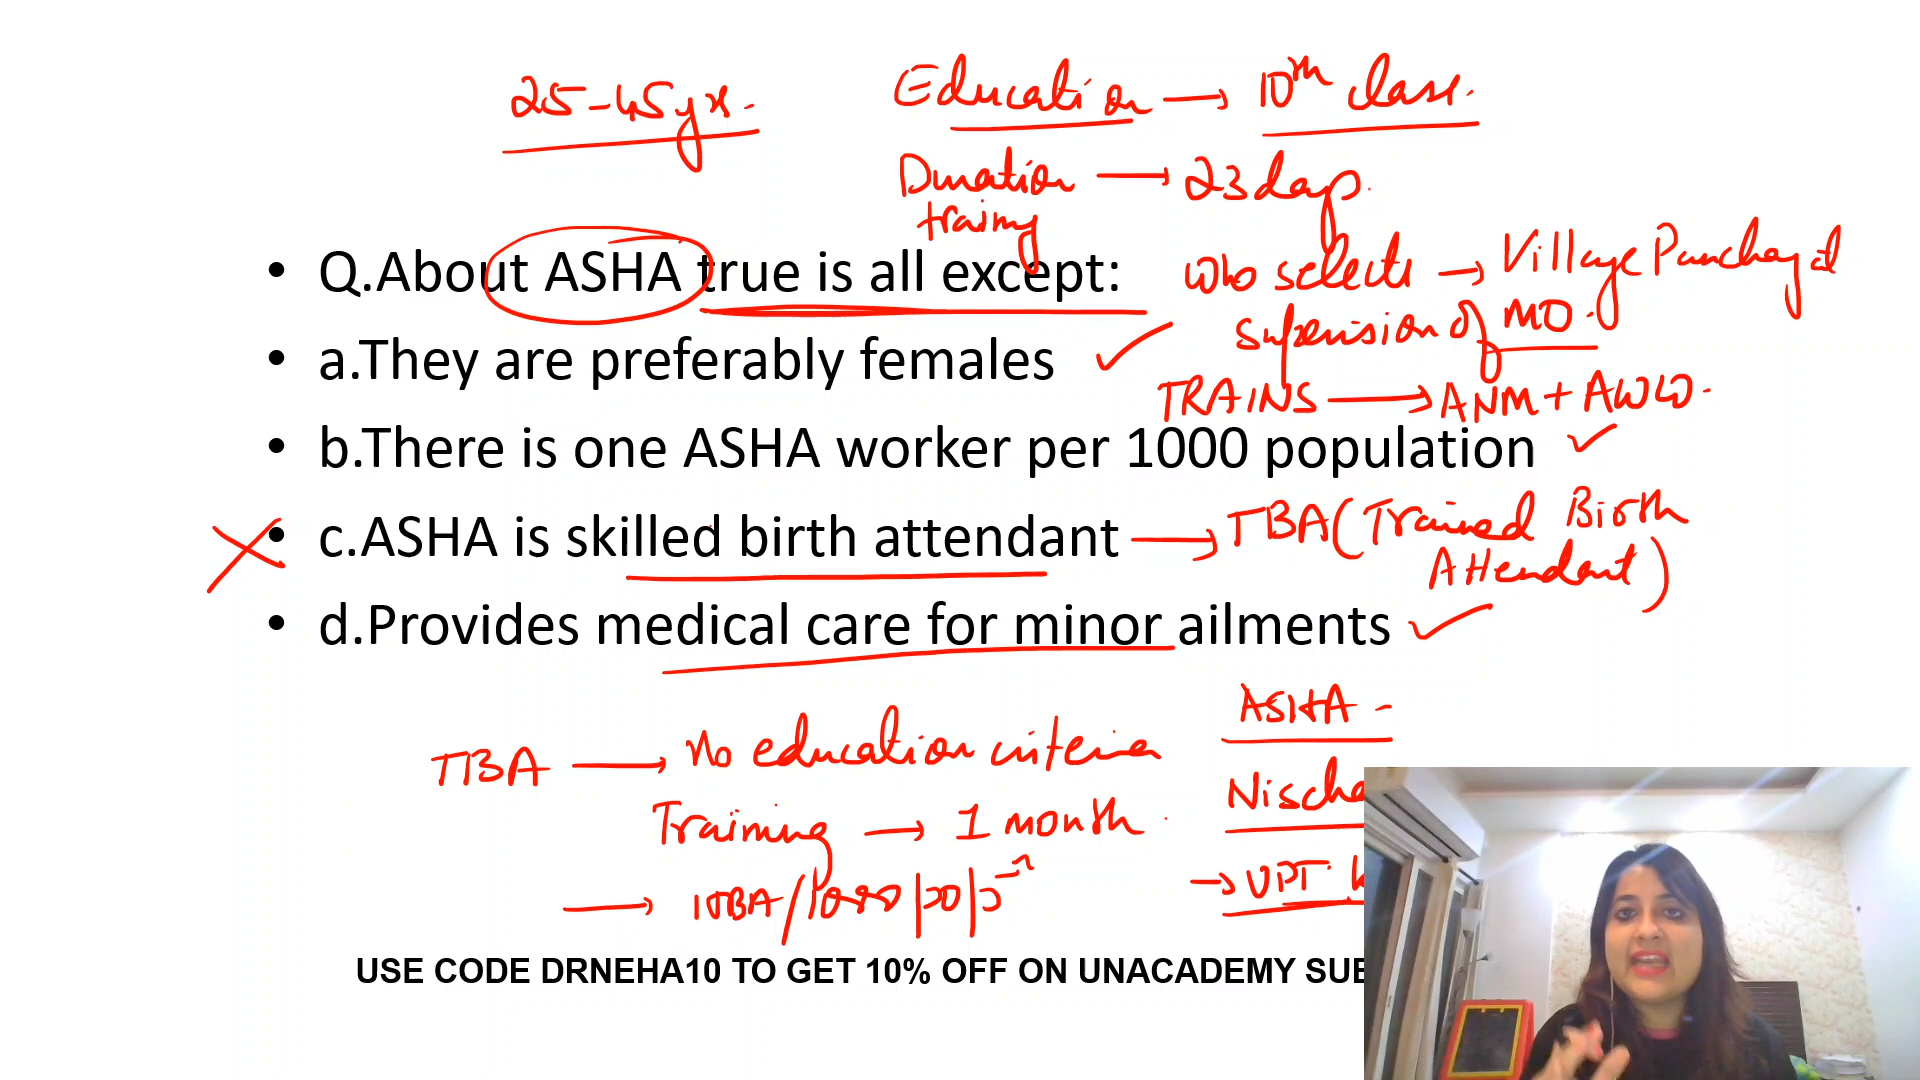 25-45yr.
Education → 10th class.
Duration training → 23 days.
• Q.About ASHA true is all except:
who selects → Village Panchayat
supervision of MO.
• a.They are preferably females
TRAINS → ANM + AWW.
• b.There is one ASHA worker per 1000 population
• c.ASHA is skilled birth attendant → TBA (Trained Birth Attendant)
• d.Provides medical care for minor ailments
ASHA -
TBA → No education criteria
Training → 1 month
→ UPT
USE CODE DRNEHA10 TO GET 10% OFF ON UNACADEMY